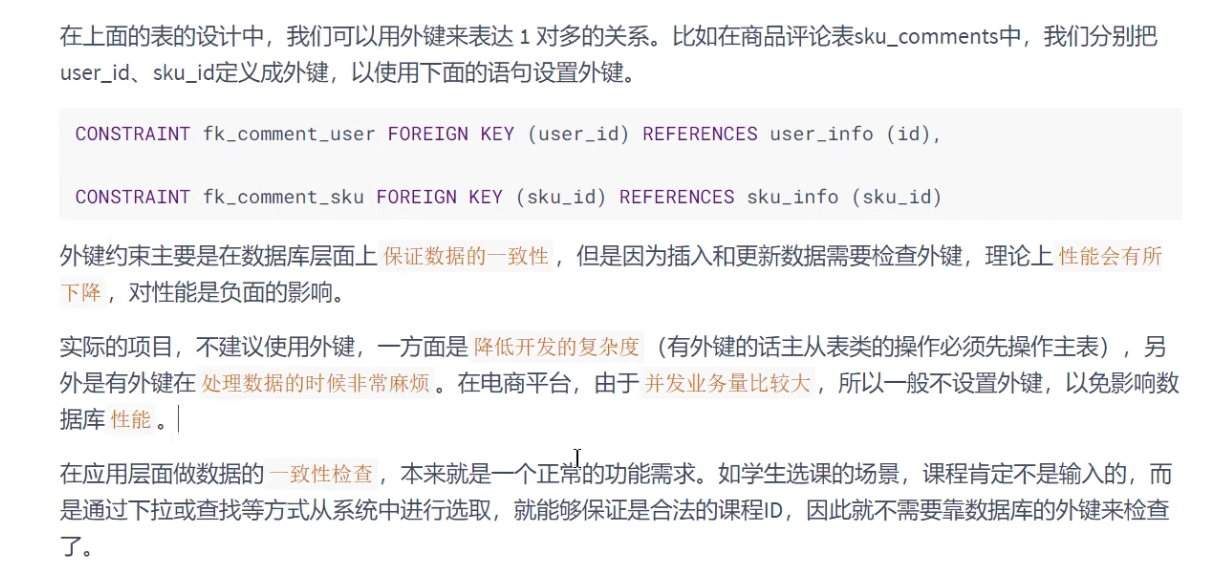 在上面的表的设计中，我们可以用外键来表达 1 对多的关系。比如在商品评论表sku_comments中，我们分别把
user_id、sku_id定义成外键，以使用下面的语句设置外键。
CONSTRAINT fk_comment_user FOREIGN KEY (user_id) REFERENCES user_info (id),
CONSTRAINT fk_comment_sku FOREIGN KEY (sku_id) REFERENCES sku_info (sku_id)
外键约束主要是在数据库层面上 保证数据的一致性 ，但是因为插入和更新数据需要检查外键，理论上 性能会有所
下降 ，对性能是负面的影响。
实际的项目，不建议使用外键，一方面是 降低开发的复杂度 （有外键的话主从表类的操作必须先操作主表），另
外是有外键在 处理数据的时候非常麻烦 。在电商平台，由于 并发业务量比较大 ，所以一般不设置外键，以免影响数
据库 性能 。
在应用层面做数据的 一致性检查 ，本来就是一个正常的功能需求。如学生选课的场景，课程肯定不是输入的，而
是通过下拉或查找等方式从系统中进行选取，就能够保证是合法的课程ID，因此就不需要靠数据库的外键来检查
了。